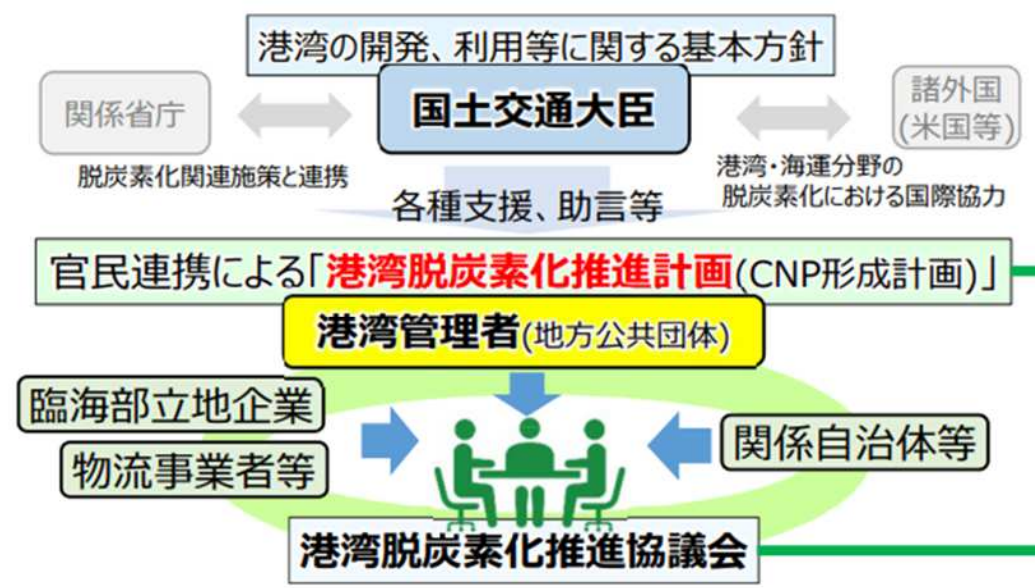 港湾の開発、利用等に関する基本方針
国土交通大臣
関係省庁
諸外国
(米国等)
脱炭素化関連施策と連携
港湾・海運分野の
脱炭素化における国際協力
各種支援、助言等
官民連携による「港湾脱炭素化推進計画(CNP形成計画)」
港湾管理者(地方公共団体)
臨海部立地企業
物流事業者等
関係自治体等
港湾脱炭素化推進協議会